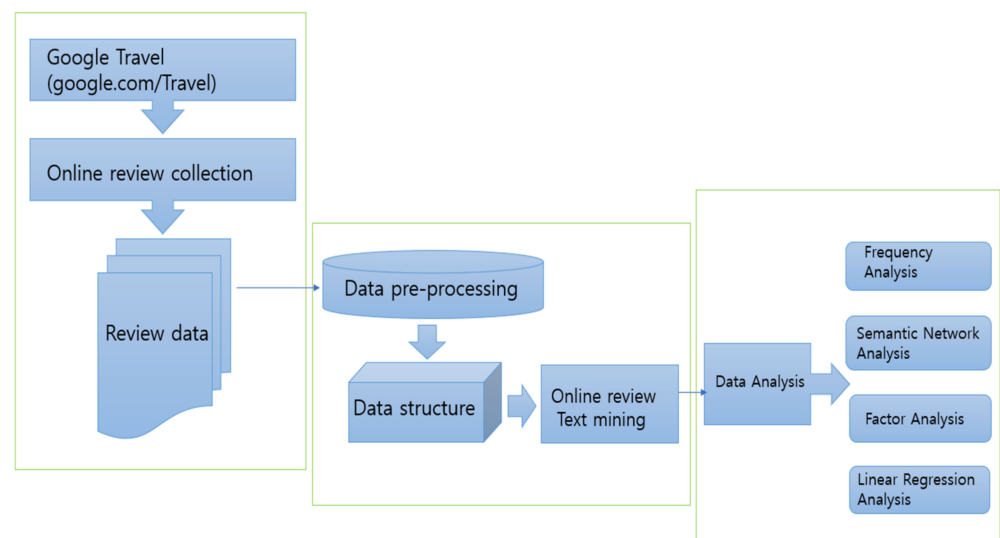 Google Travel
(google.com/Travel)
Online review collection
Review data
Data pre-processing
Data structure
Online review
Text mining
Data Analysis
Frequency
Analysis
Semantic Network
Analysis
Factor Analysis
Linear Regression
Analysis